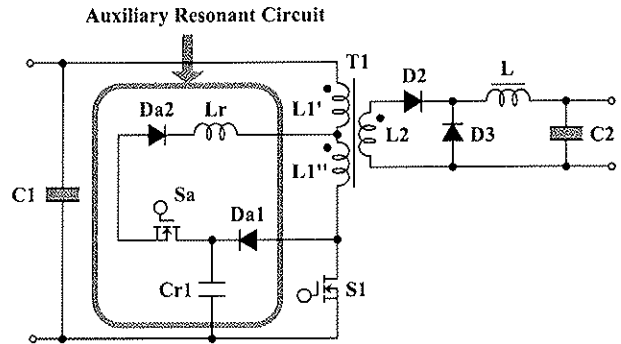 Auxiliary Resonant Circuit
T1
D2
L
Da2
Lr
L1'
L2
D3
C2
L1"
C1
Sa
Da1
Cr1
S1